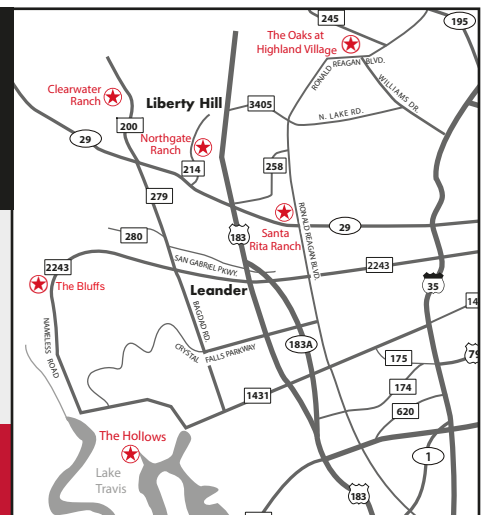 245
195
The Oaks at
Highland Village
RONALD REAGAN BLVD.
WILLIAMS DR.
Clearwater
Ranch
Liberty Hill
3405
N. LAKE RD.
200
29
Northgate
Ranch
214
258
279
RONALD REAGAN BLVD.
Santa
Rita Ranch
29
280
183
SAN GABRIEL PKWY.
2243
2243
The Bluffs
Leander
35
NAMELESS ROAD
BAGDAD RD.
CRYSTAL FALLS PARKWAY
183A
175
174
1431
620
The Hollows
Lake
Travis
1
183